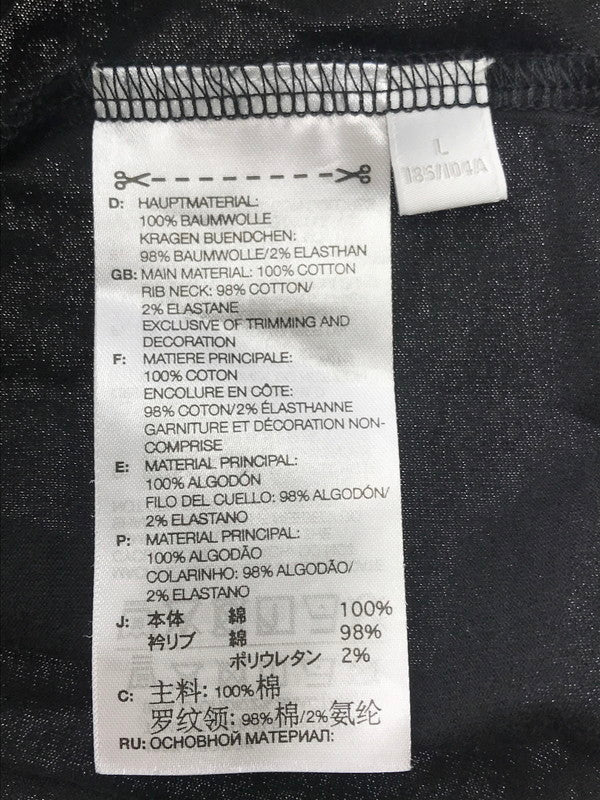 L
185/104A
D: HAUPTMATERIAL:
100% BAUMWOLLE
KRAGEN BUENDCHEN:
98% BAUMWOLLE/2% ELASTHAN
GB: MAIN MATERIAL: 100% COTTON
RIB NECK: 98% COTTON/
2% ELASTANE
EXCLUSIVE OF TRIMMING AND
DECORATION
F: MATIERE PRINCIPALE:
100% COTON
ENCOLURE EN CÔTE:
98% COTON/2% ÉLASTHANNE
GARNITURE ET DÉCORATION NON-
COMPRISE
E: MATERIAL PRINCIPAL:
100% ALGODÓN
FILO DEL CUELLO: 98% ALGODÓN/
2% ELASTANO
P: MATERIAL PRINCIPAL:
100% ALGODÃO
COLARINHO: 98% ALGODÃO/
2% ELASTANO
J: 本体 綿 100%
衿リブ 綿 98%
ポリウレタン 2%
C: 主料: 100%棉
罗纹领: 98%棉/2%氨纶
RU: ОСНОВНОЙ МАТЕРИАЛ: